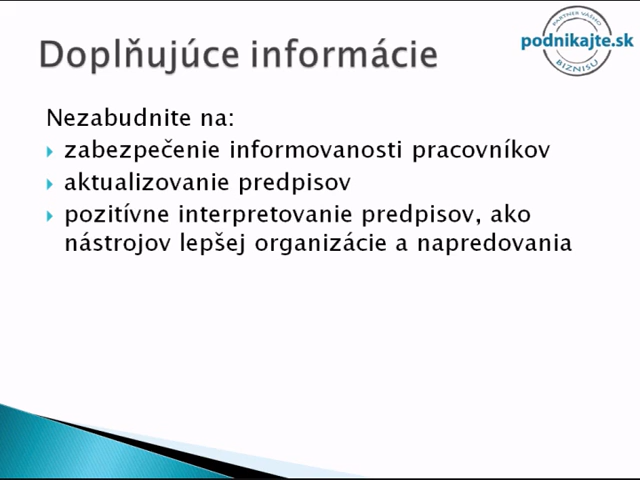 Doplňujúce informácie
PARTNER VÁŠHO
podnikajte.sk
BIZNISU
Nezabudnite na:
zabezpečenie informovanosti pracovníkov
aktualizovanie predpisov
pozitívne interpretovanie predpisov, ako
nástrojov lepšej organizácie a napredovania